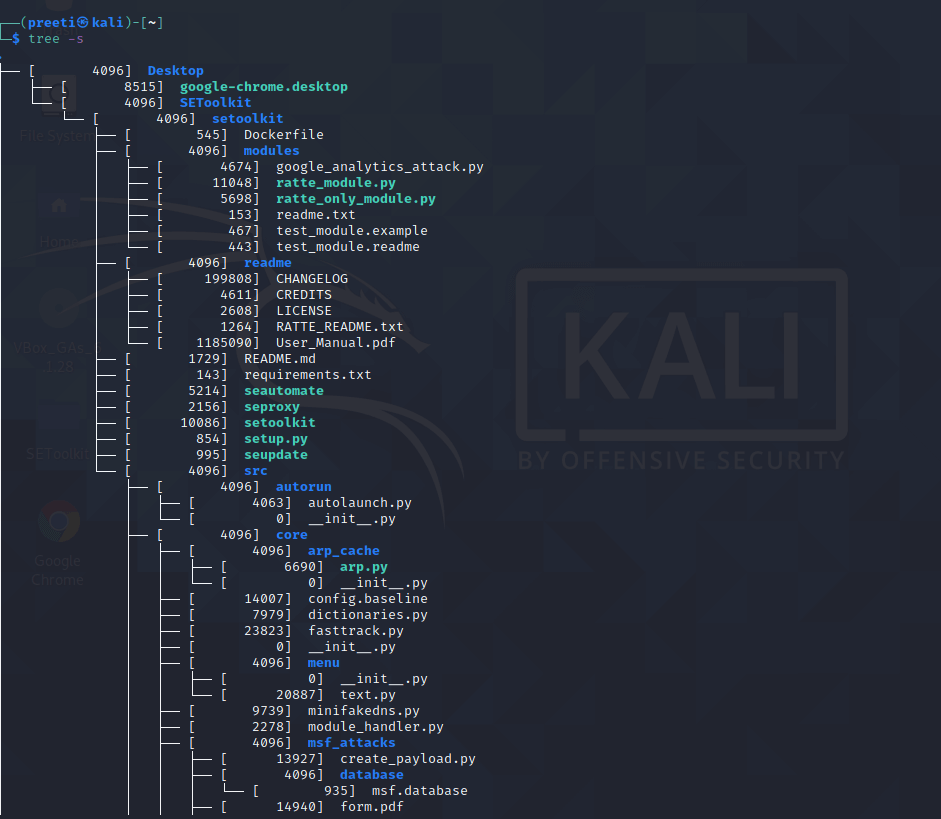 ┌──(preeti㉿kali)-[~]
└─$ tree -s
.
├── [       4096]  Desktop
│   ├── [       8515]  google-chrome.desktop
│   └── [       4096]  SEToolkit
│       └── [       4096]  setoolkit
│           ├── [        545]  Dockerfile
│           ├── [       4096]  modules
│           │   ├── [       4674]  google_analytics_attack.py
│           │   ├── [      11048]  ratte_module.py
│           │   ├── [       5698]  ratte_only_module.py
│           │   ├── [        153]  readme.txt
│           │   ├── [        467]  test_module.example
│           │   └── [        443]  test_module.readme
│           ├── [       4096]  readme
│           │   ├── [     199808]  CHANGELOG
│           │   ├── [       4611]  CREDITS
│           │   ├── [       2608]  LICENSE
│           │   ├── [       1264]  RATTE_README.txt
│           │   └── [    1185090]  User_Manual.pdf
│           ├── [       1729]  README.md
│           ├── [        143]  requirements.txt
│           ├── [       5214]  seautomate
│           ├── [       2156]  seproxy
│           ├── [      10086]  setoolkit
│           ├── [        854]  setup.py
│           ├── [        995]  seupdate
│           └── [       4096]  src
│               ├── [       4096]  autorun
│               │   ├── [       4063]  autolaunch.py
│               │   └── [          0]  __init__.py
│               ├── [       4096]  core
│               │   ├── [       4096]  arp_cache
│               │   │   ├── [       6690]  arp.py
│               │   │   └── [          0]  __init__.py
│               │   ├── [      14007]  config.baseline
│               │   ├── [       7979]  dictionaries.py
│               │   ├── [      23823]  fasttrack.py
│               │   ├── [          0]  __init__.py
│               │   ├── [       4096]  menu
│               │   │   ├── [          0]  __init__.py
│               │   │   └── [      20887]  text.py
│               │   ├── [       9739]  minifakedns.py
│               │   ├── [       2278]  module_handler.py
│               │   ├── [       4096]  msf_attacks
│               │   │   ├── [      13927]  create_payload.py
│               │   │   ├── [       4096]  database
│               │   │   │   └── [        935]  msf.database
│               │   │   ├── [      14940]  form.pdf
File System
Home
SEToolkit
Google
Chrome
KALI
BY OFFENSIVE SECURITY